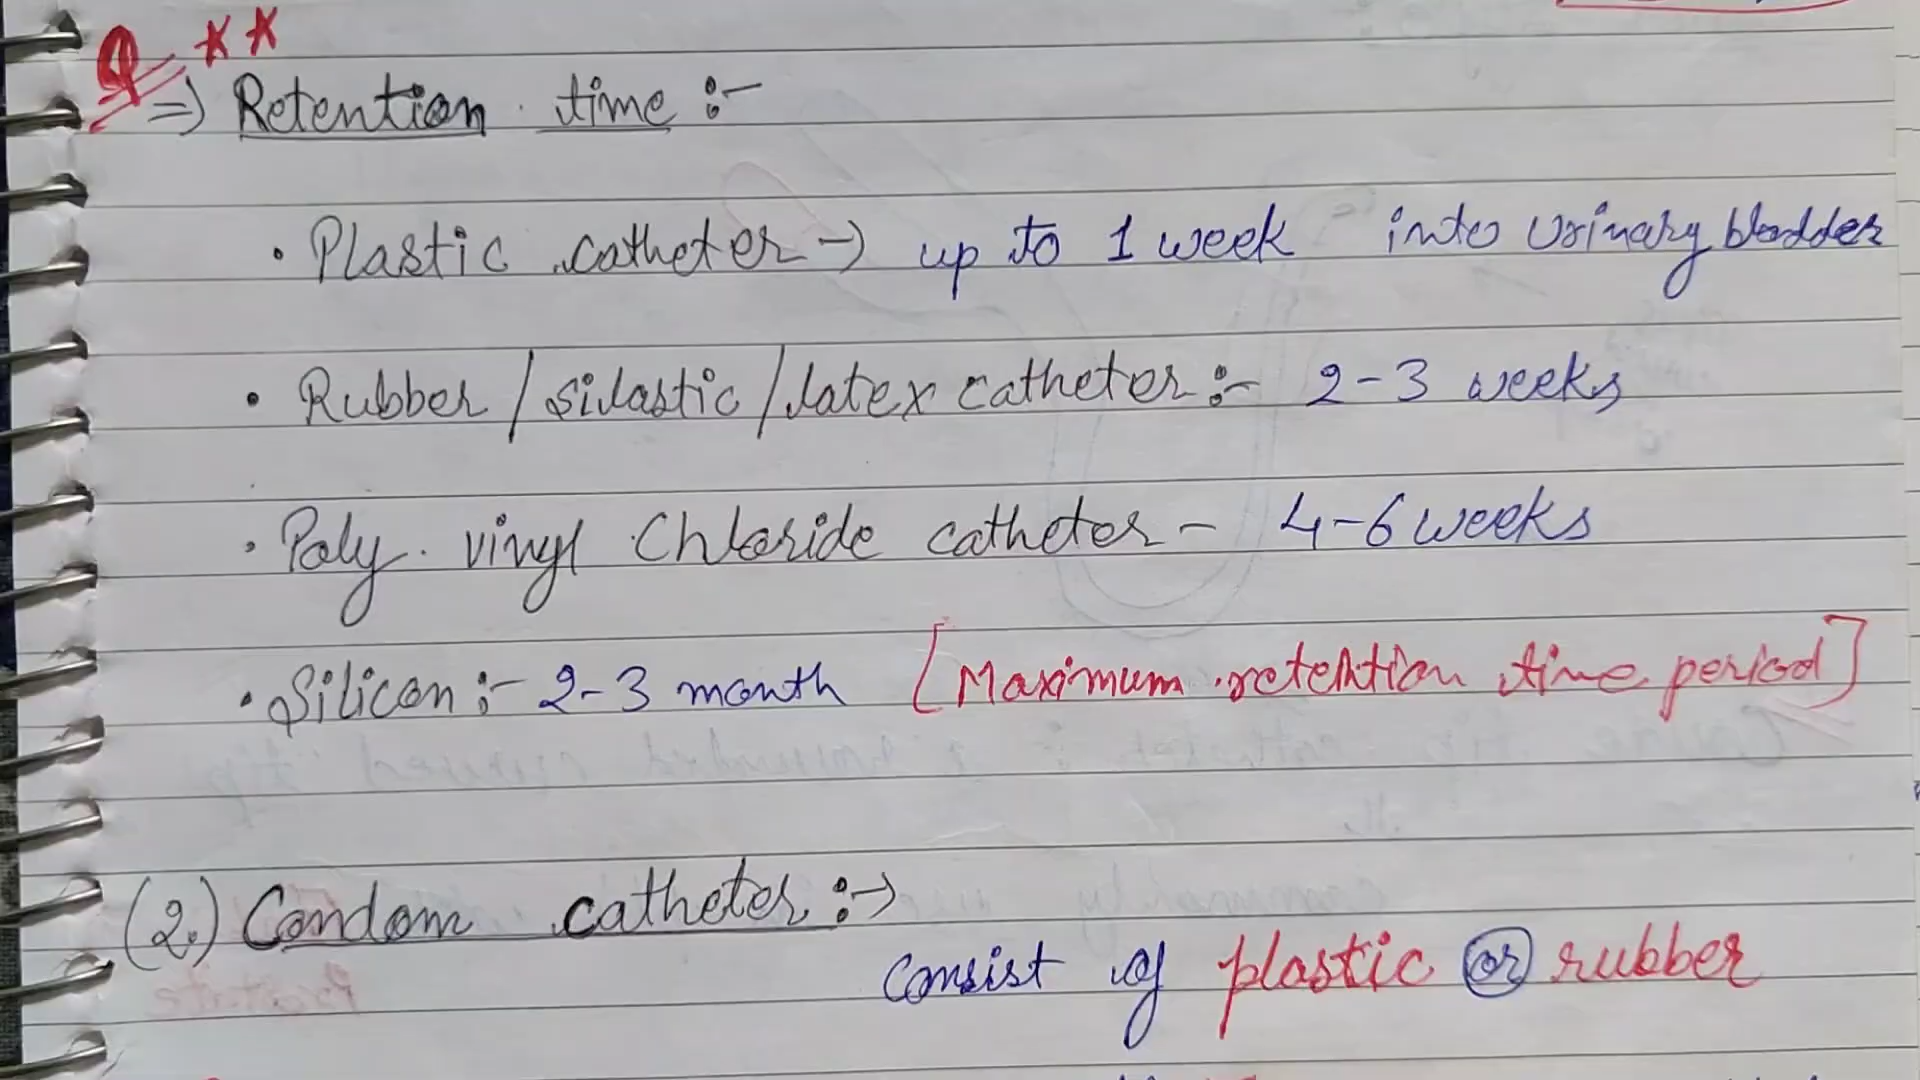 Q **
=> Retention time :-
• Plastic catheter -> up to 1 week into Urinary bladder
• Rubber / silastic / latex catheter :- 2-3 weeks
• Poly vinyl Chloride catheter - 4-6 weeks
• Silicon :- 2-3 month [Maximum retention time period]
(2.) Condom catheter :->
Consist of plastic or rubber